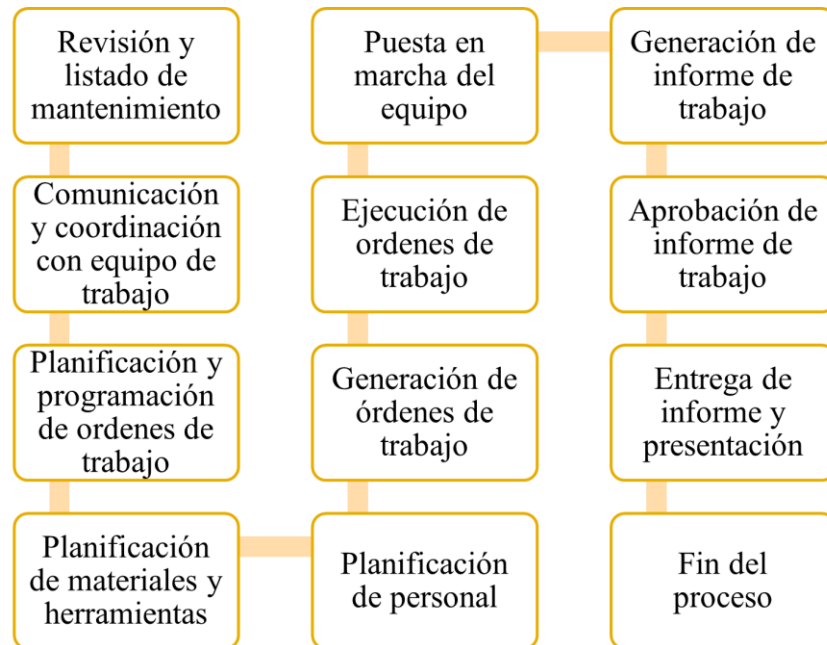 Revisión y
listado de
mantenimiento
Comunicación
y coordinación
con equipo de
trabajo
Planificación y
programación
de ordenes de
trabajo
Planificación
de materiales y
herramientas
Planificación
de personal
Generación de
órdenes de
trabajo
Ejecución de
ordenes de
trabajo
Puesta en
marcha del
equipo
Generación de
informe de
trabajo
Aprobación de
informe de
trabajo
Entrega de
informe y
presentación
Fin del
proceso